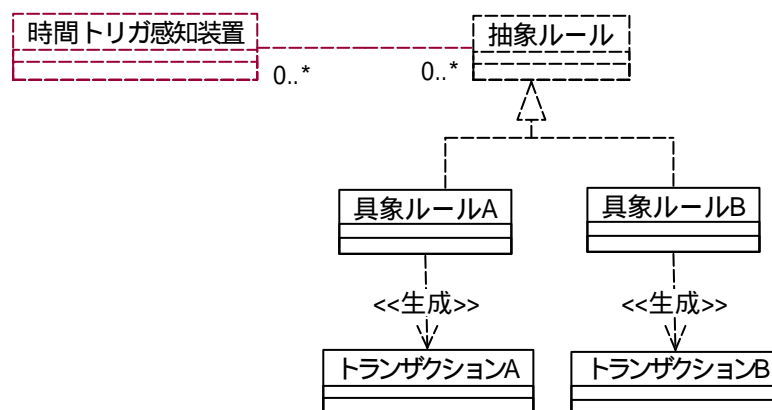 時間トリガ感知装置
抽象ルール
0..*
0..*
具象ルールA
具象ルールB
<<生成>>
<<生成>>
トランザクションA
トランザクションB